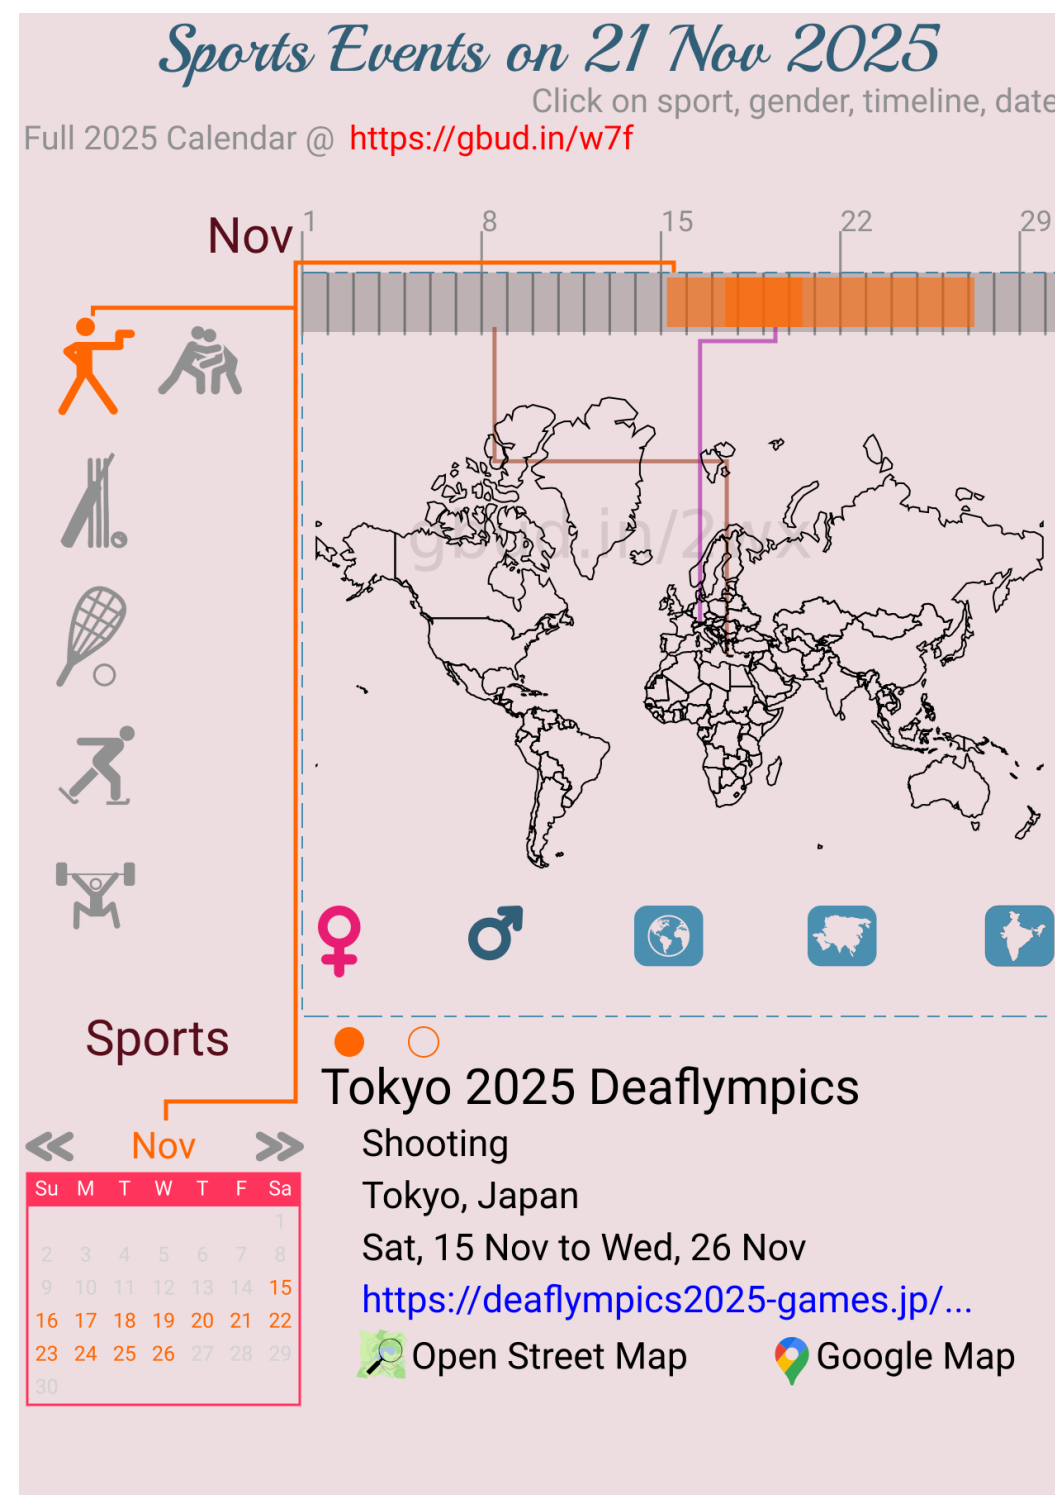 Sports Events on 21 Nov 2025
Click on sport, gender, timeline, date
Full 2025 Calendar @ https://gbud.in/w7f
Nov 1 8 15 22 29
gbud.in/2wx
Sports
Tokyo 2025 Deaflympics
Shooting
Tokyo, Japan
Sat, 15 Nov to Wed, 26 Nov
https://deaflympics2025-games.jp/...
Open Street Map Google Map
Nov
Su M T W T F Sa
1
2 3 4 5 6 7 8
9 10 11 12 13 14 15
16 17 18 19 20 21 22
23 24 25 26 27 28 29
30